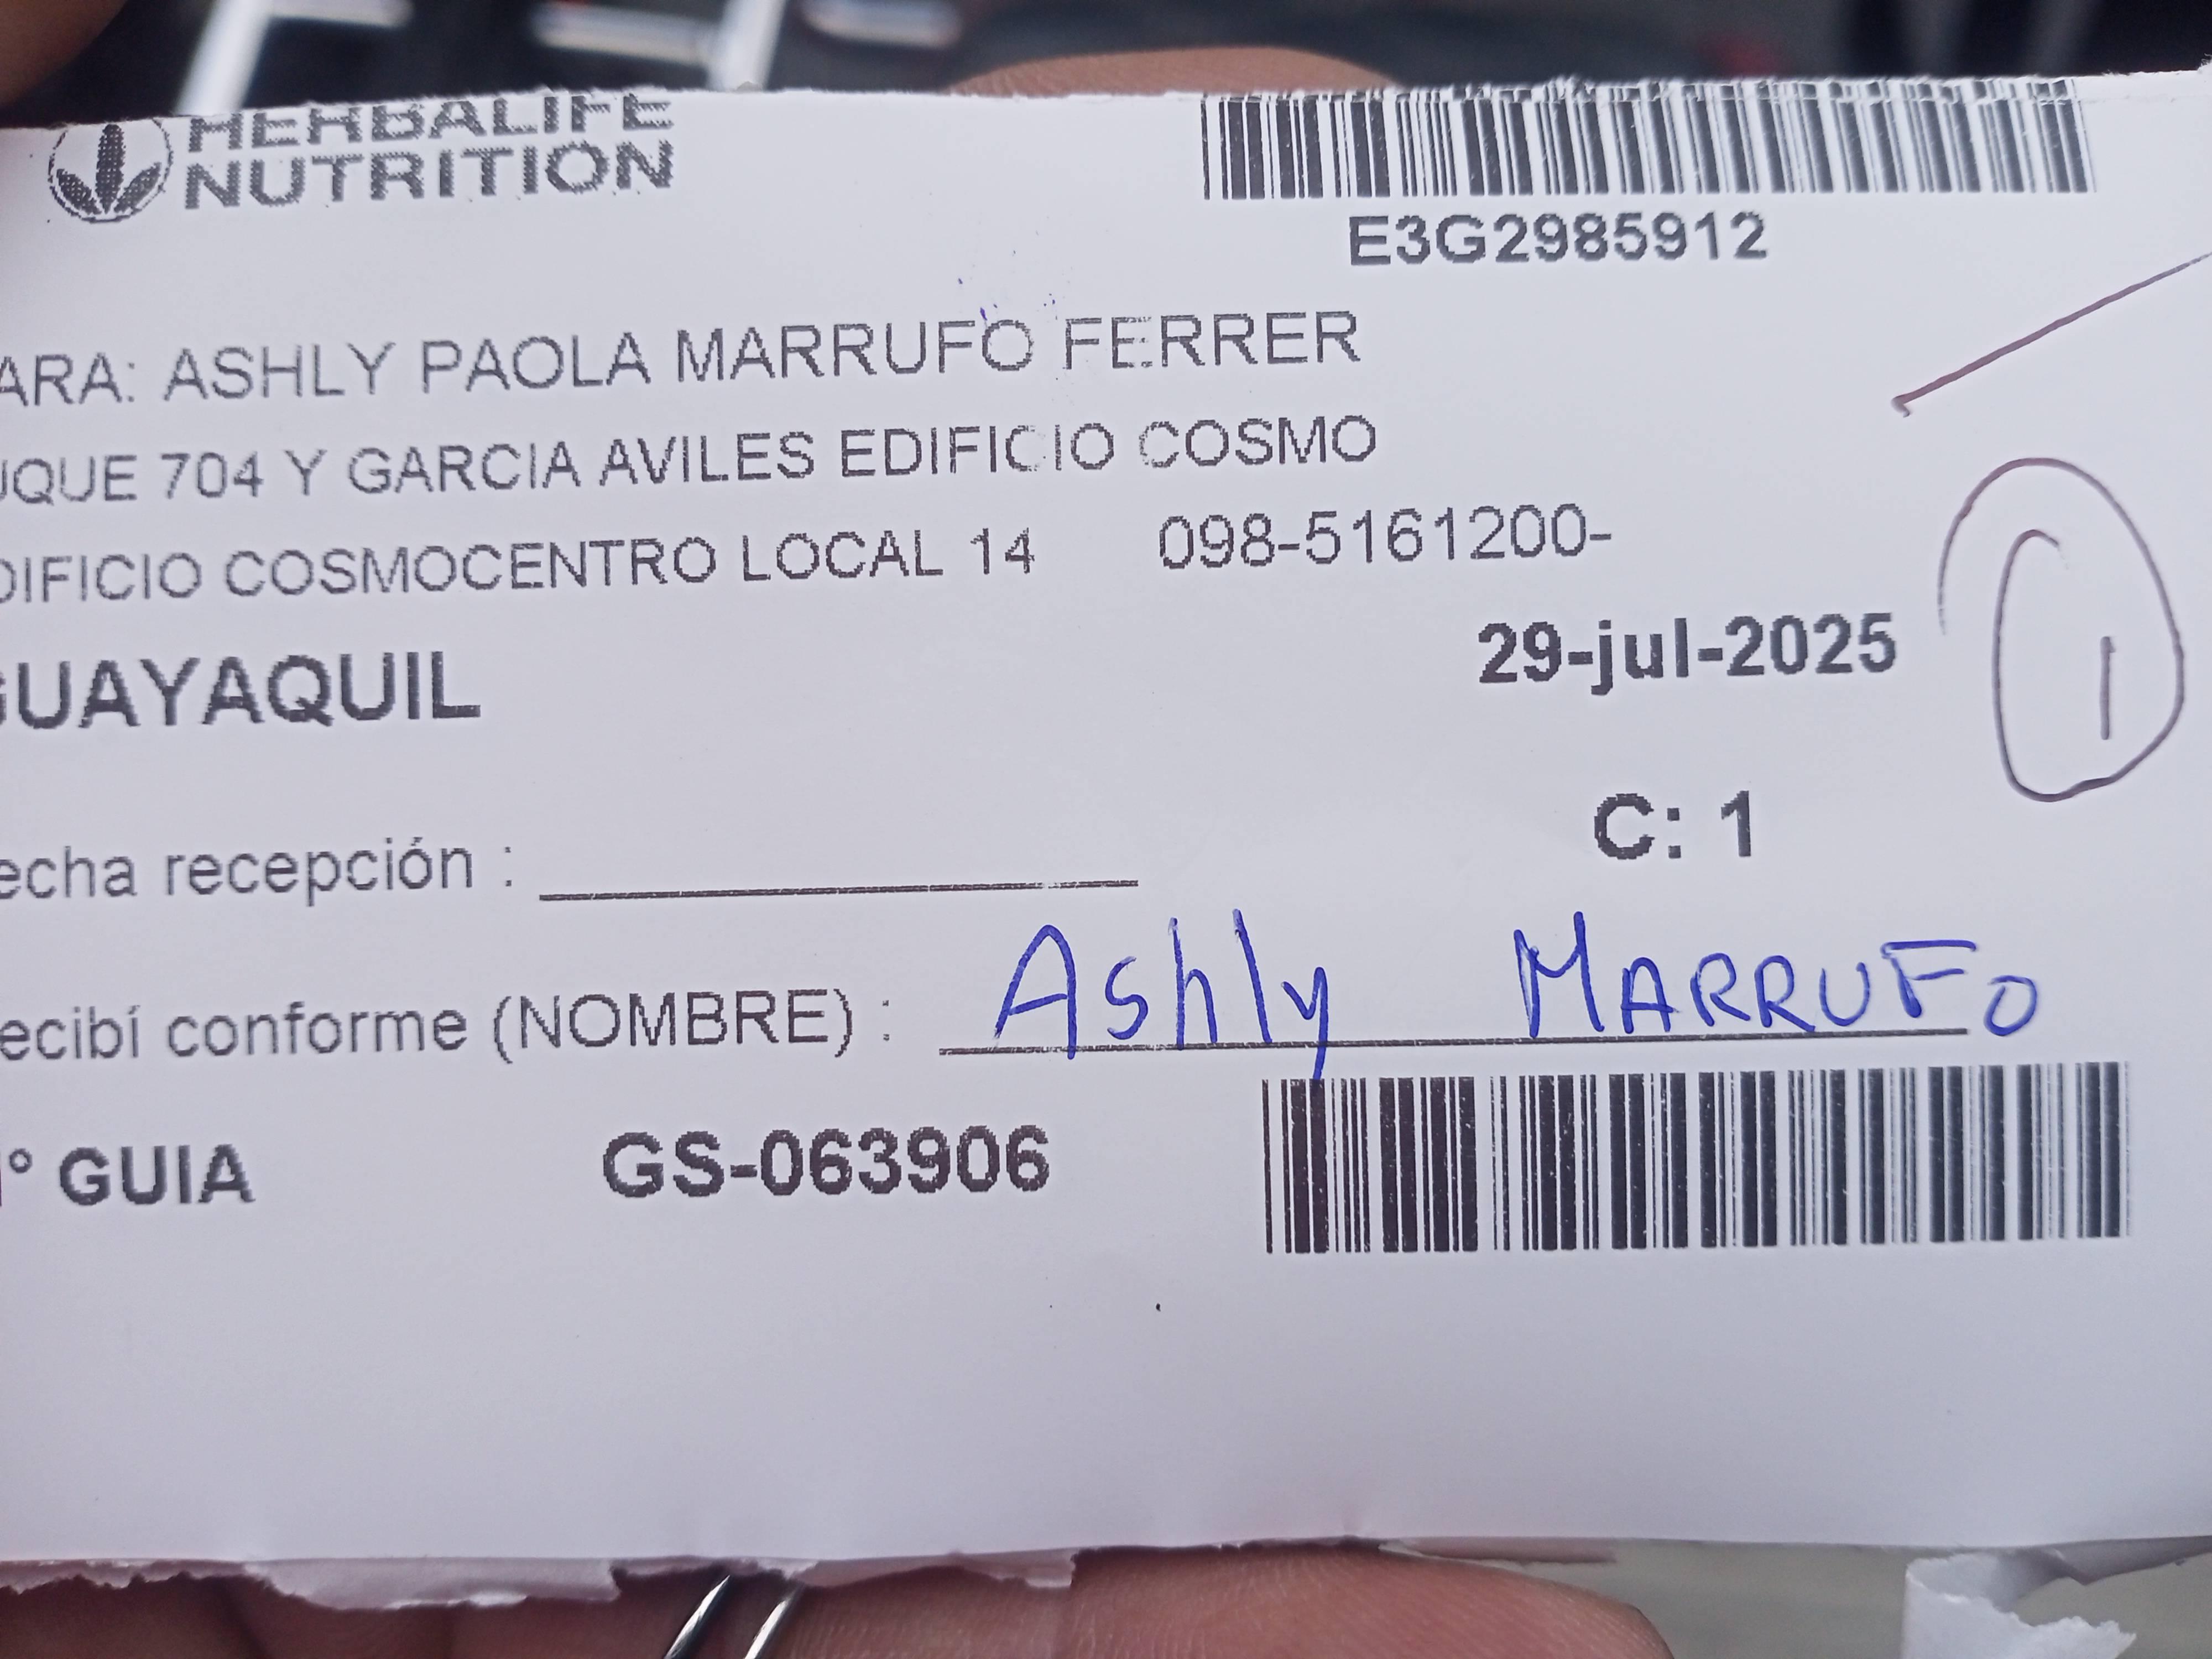 HERBALIFE
NUTRITION
E3G2985912
ARA: ASHLY PAOLA MARRUFO FERRER
UQUE 704 Y GARCIA AVILES EDIFICIO COSMO
DIFICIO COSMOCENTRO LOCAL 14 098-5161200-
GUAYAQUIL
29-jul-2025
1
C: 1
echa recepción :
ecibí conforme (NOMBRE) : Ashly MARRUFO
° GUIA GS-063906